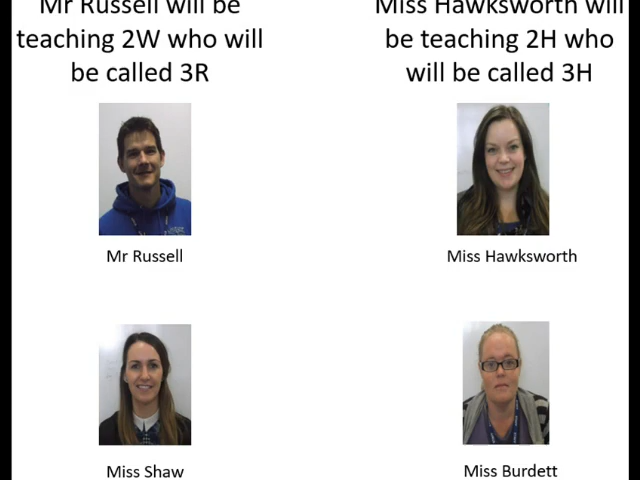 Mr Russell will be
teaching 2W who will
be called 3R
Miss Hawksworth will
be teaching 2H who
will be called 3H
Mr Russell
Miss Hawksworth
Miss Shaw
Miss Burdett